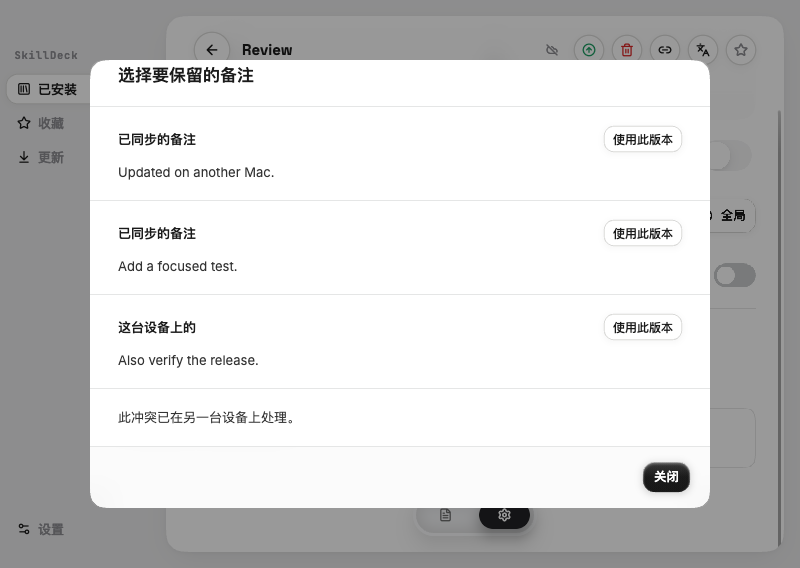 SkillDeck
Review
已安装
收藏
更新
选择要保留的备注
已同步的备注
使用此版本
Updated on another Mac.
全局
已同步的备注
使用此版本
Add a focused test.
这台设备上的
使用此版本
Also verify the release.
此冲突已在另一台设备上处理。
关闭
设置